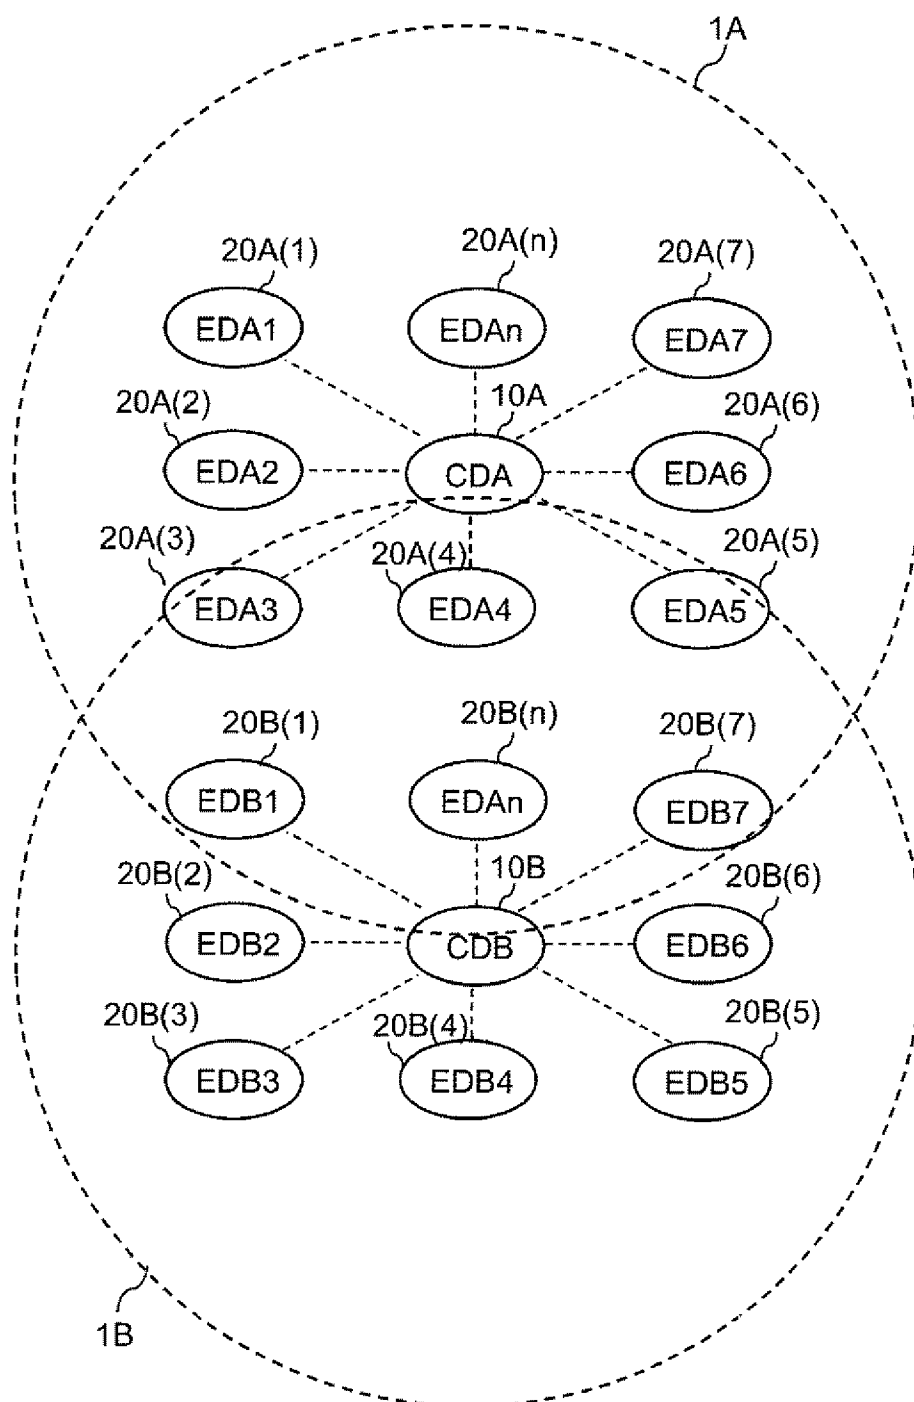 1A
20A(1) 20A(n) 20A(7)
EDA1 EDAn EDA7
20A(2) 10A 20A(6)
EDA2 CDA EDA6
20A(3) 20A(4) 20A(5)
EDA3 EDA4 EDA5
20B(1) 20B(n) 20B(7)
EDB1 EDAn EDB7
20B(2) 10B 20B(6)
EDB2 CDB EDB6
20B(3) 20B(4) 20B(5)
EDB3 EDB4 EDB5
1B